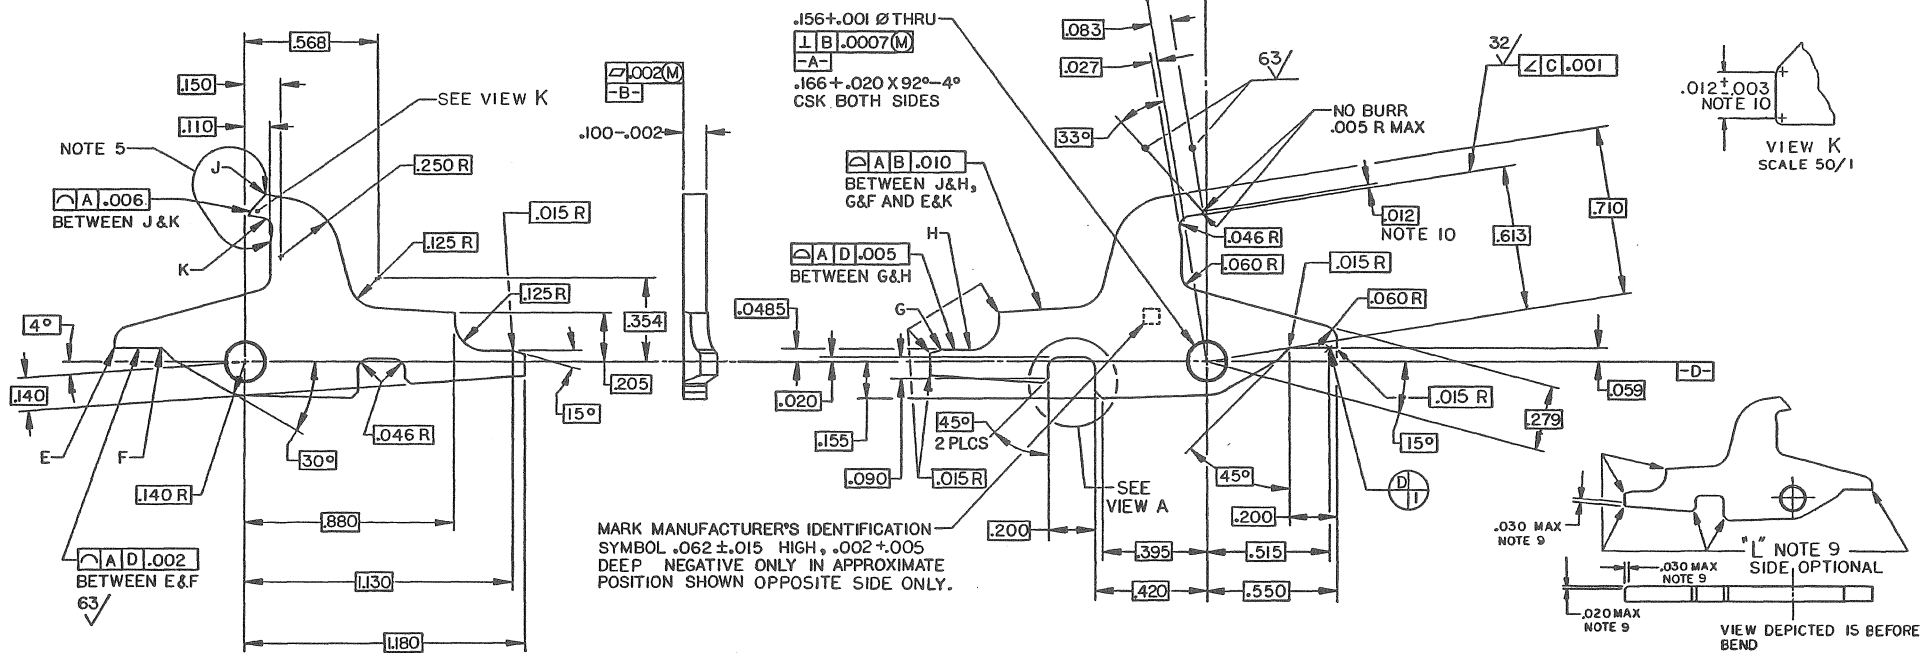 .568
.150
.110
SEE VIEW K
NOTE 5
J
.250 R
⌓ A .006
BETWEEN J & K
.015 R
.125 R
K
.125 R
4°
.354
.140
.205
15°
E
F
30°
.046 R
.140 R
.880
⌒ A D .002
BETWEEN E&F
63/
1.130
1.180
▱ .002 Ⓜ
-B-
.100-.002
.156+.001 Ø THRU
⊥ B .0007 Ⓜ
-A-
.166+.020 X 92°-4°
CSK BOTH SIDES
.083
.027
63/
32/
∠ C .001
33°
NO BURR
.005 R MAX
⌓ A B .010
BETWEEN J&H,
G&F AND E&K
.012
NOTE 10
.710
.613
H
.046 R
⌓ A D .005
BETWEEN G&H
.060 R
.015 R
.060 R
G
.0485
-D-
.020
.059
.015 R
.279
.155
45°
2 PLCS
15°
.090
.015 R
45°
D
1
SEE
VIEW A
.200
.200
MARK MANUFACTURER'S IDENTIFICATION
SYMBOL .062 ±.015 HIGH, .002 +.005
DEEP NEGATIVE ONLY IN APPROXIMATE
POSITION SHOWN OPPOSITE SIDE ONLY.
.395
.515
.420
.550
.012±.003
NOTE 10
VIEW K
SCALE 50/1
.030 MAX
NOTE 9
"L" NOTE 9
SIDE OPTIONAL
.030 MAX
NOTE 9
.020 MAX
NOTE 9
VIEW DEPICTED IS BEFORE
BEND